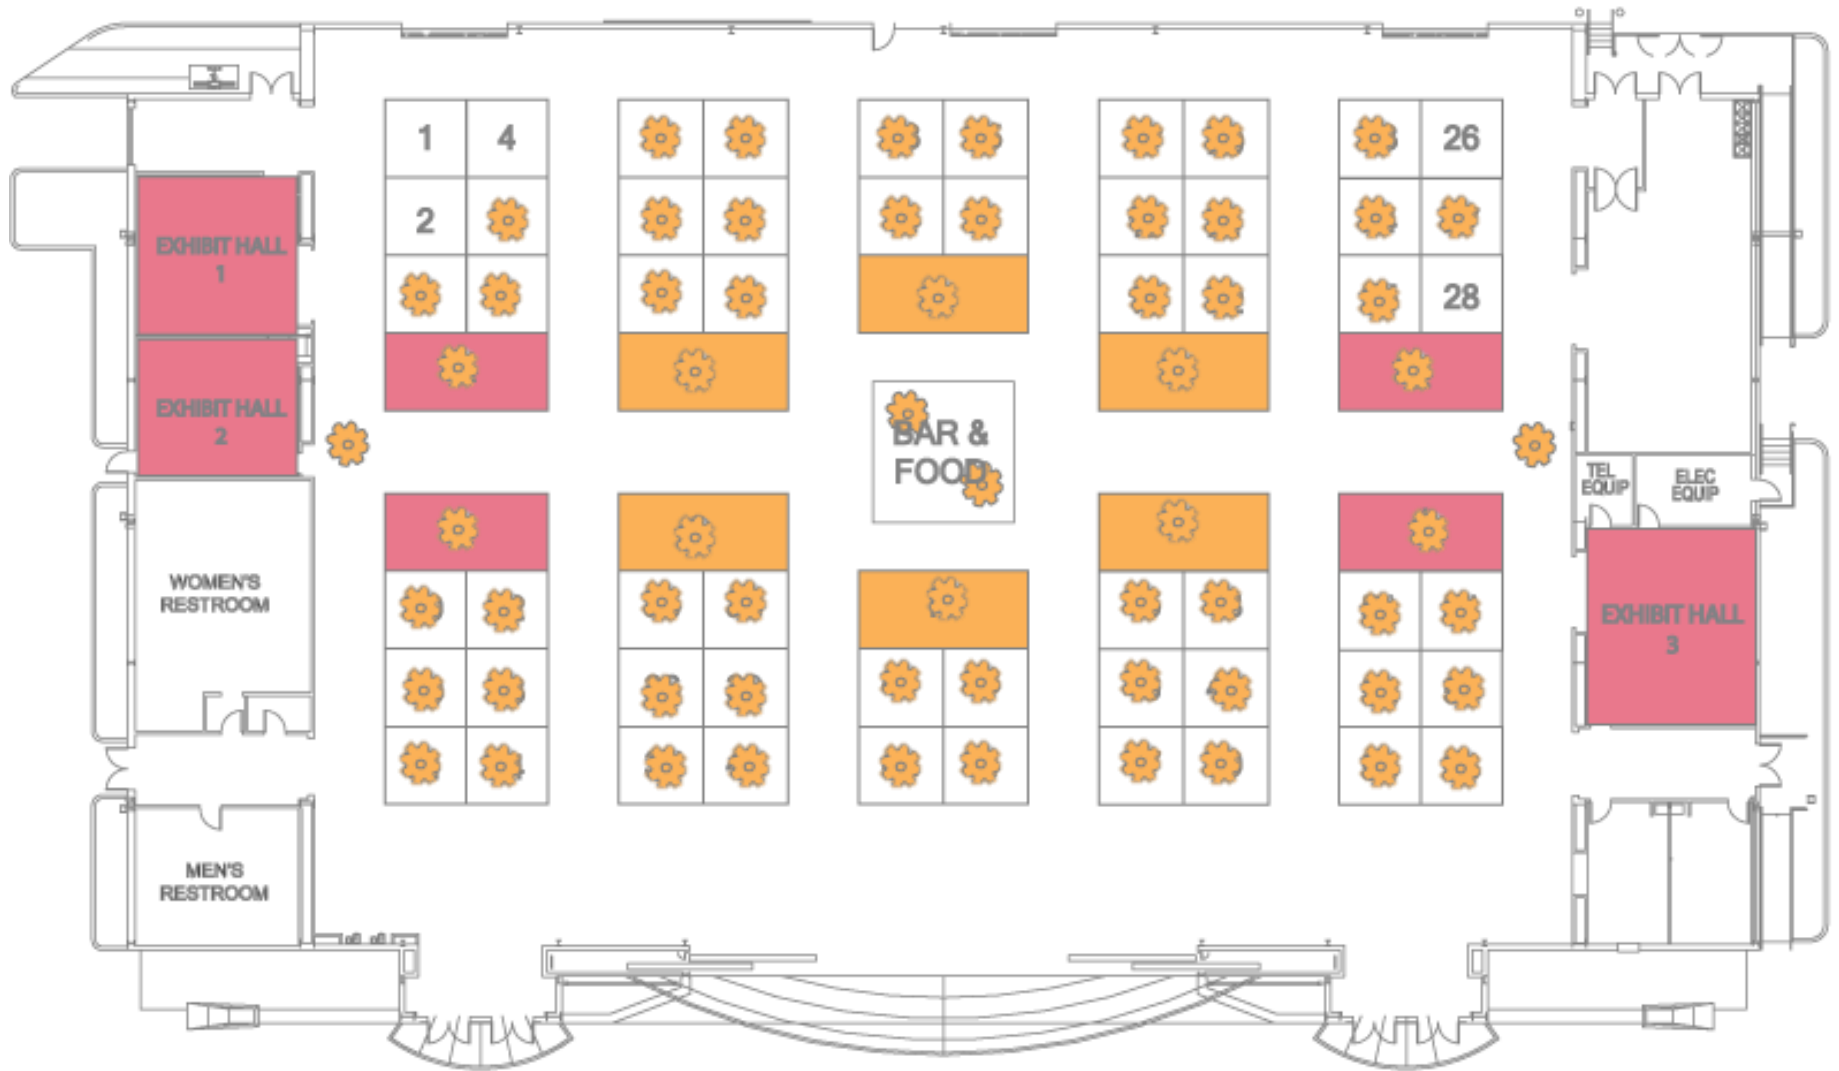 1
4
26
2
28
EXHIBIT HALL
1
EXHIBIT HALL
2
BAR &
FOOD
TEL
EQUIP
ELEC
EQUIP
WOMEN'S
RESTROOM
EXHIBIT HALL
3
MEN'S
RESTROOM